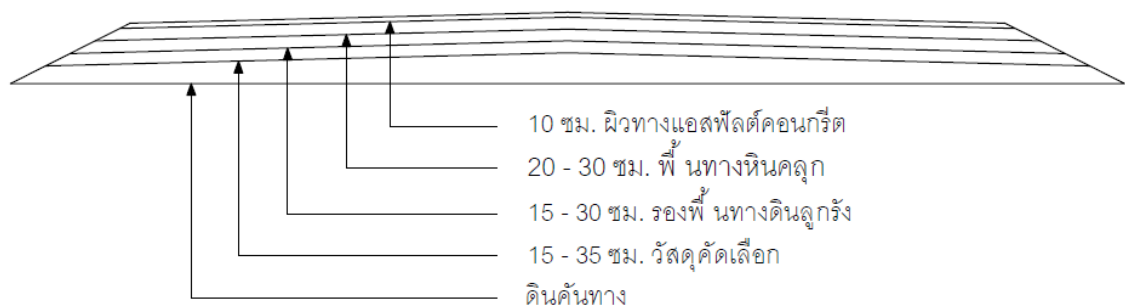 10 ซม. ผิวทางแอสฟัลต์คอนกรีต
20 - 30 ซม. พื้นทางหินคลุก
15 - 30 ซม. รองพื้นทางดินลูกรัง
15 - 35 ซม. วัสดุคัดเลือก
ดินคันทาง